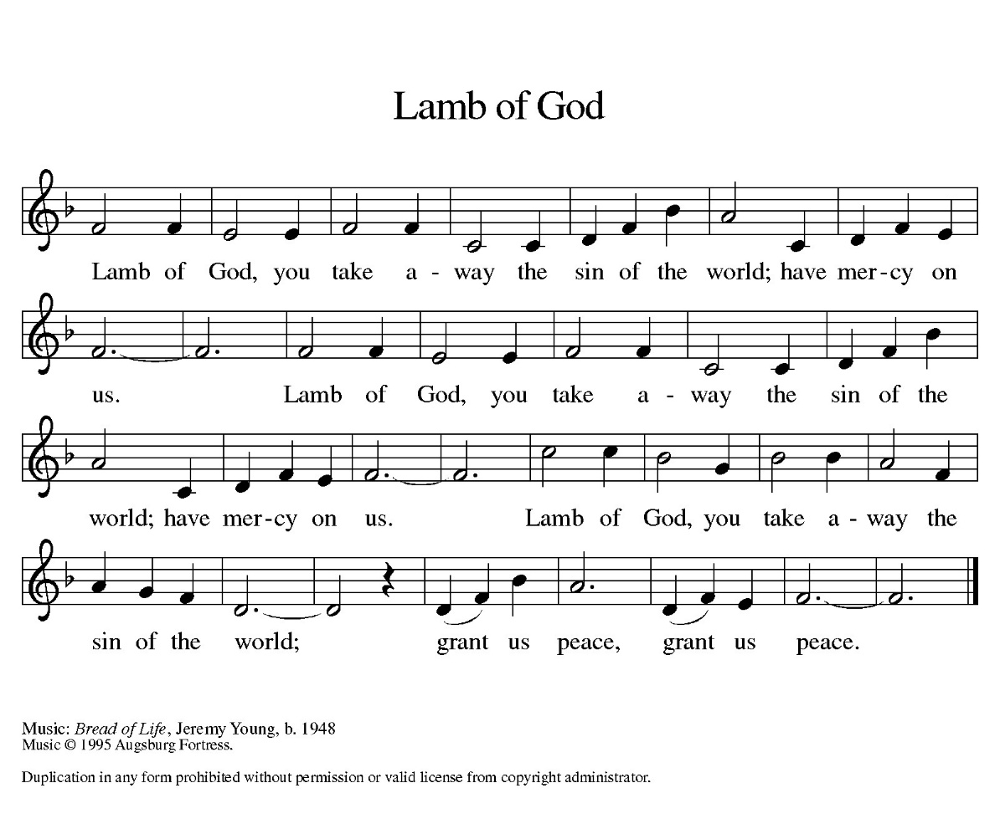 Lamb of God
Lamb of God, you take a - way the sin of the world; have mer - cy on
us. Lamb of God, you take a - way the sin of the
world; have mer - cy on us. Lamb of God, you take a - way the
sin of the world; grant us peace, grant us peace.
Music: Bread of Life, Jeremy Young, b. 1948
Music © 1995 Augsburg Fortress.
Duplication in any form prohibited without permission or valid license from copyright administrator.